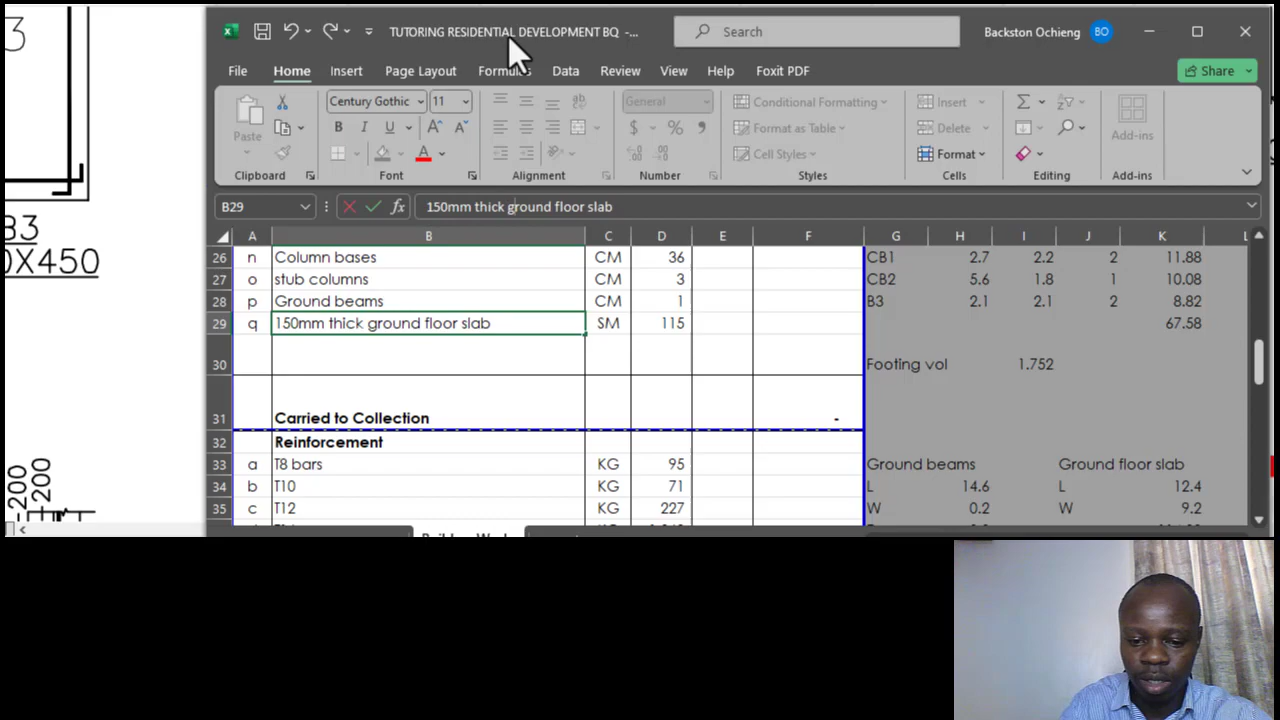 3
B3
0X450
-200
+200
TUTORING RESIDENTIAL DEVELOPMENT BQ -...
Search
Backston Ochieng
BO
File Home Insert Page Layout Formulas Data Review View Help Foxit PDF
Share
Century Gothic 11
General
Conditional Formatting
Insert
Paste
Format as Table
Delete
Add-ins
Cell Styles
Format
Clipboard Font Alignment Number Styles Cells Editing Add-ins
B29 fx 150mm thick ground floor slab
A B C D E F G H I J K L
26 n Column bases CM 36 CB1 2.7 2.2 2 11.88
27 o stub columns CM 3 CB2 5.6 1.8 1 10.08
28 p Ground beams CM 1 B3 2.1 2.1 2 8.82
29 q 150mm thick ground floor slab SM 115 67.58
30 Footing vol 1.752
31 Carried to Collection -
32 Reinforcement
33 a T8 bars KG 95 Ground beams Ground floor slab
34 b T10 KG 71 L 14.6 L 12.4
35 c T12 KG 227 W 0.2 W 9.2